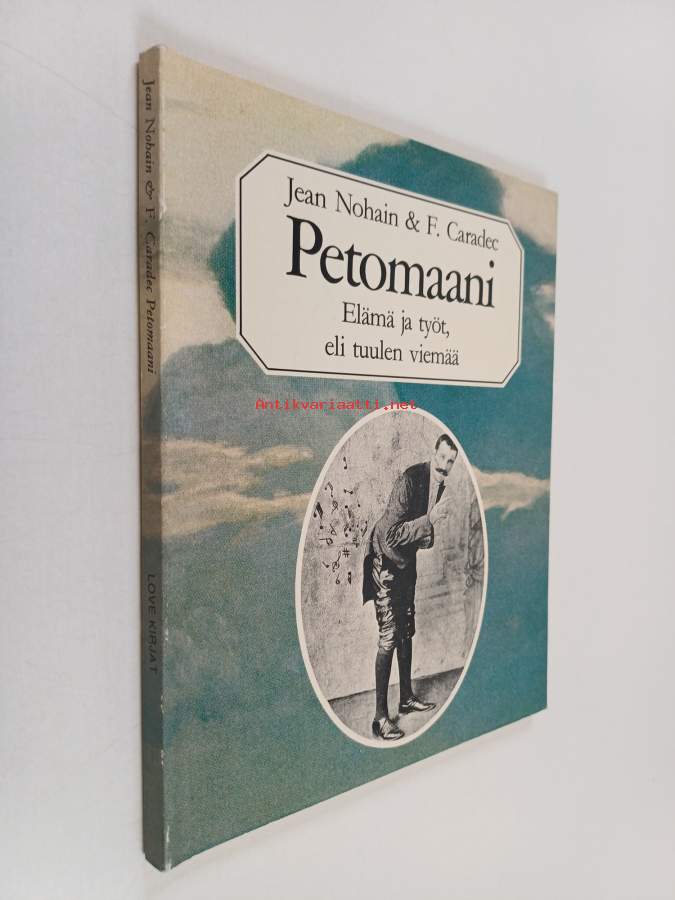 Jean Nohain & F. Caradec Petomaani
LOVE KIRJAT
Jean Nohain & F. Caradec
Petomaani
Elämä ja työt,
eli tuulen viemää
Antikvariaatti.net